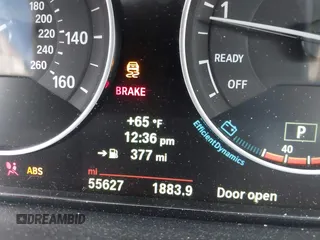 180
200
220
240
260
140
160
BRAKE
+65 °F
12:36 pm
377 mi
ABS
mi
55627 1883.9
1
READY
OFF
EfficientDynamics
P
40
Door open
DREAMBID